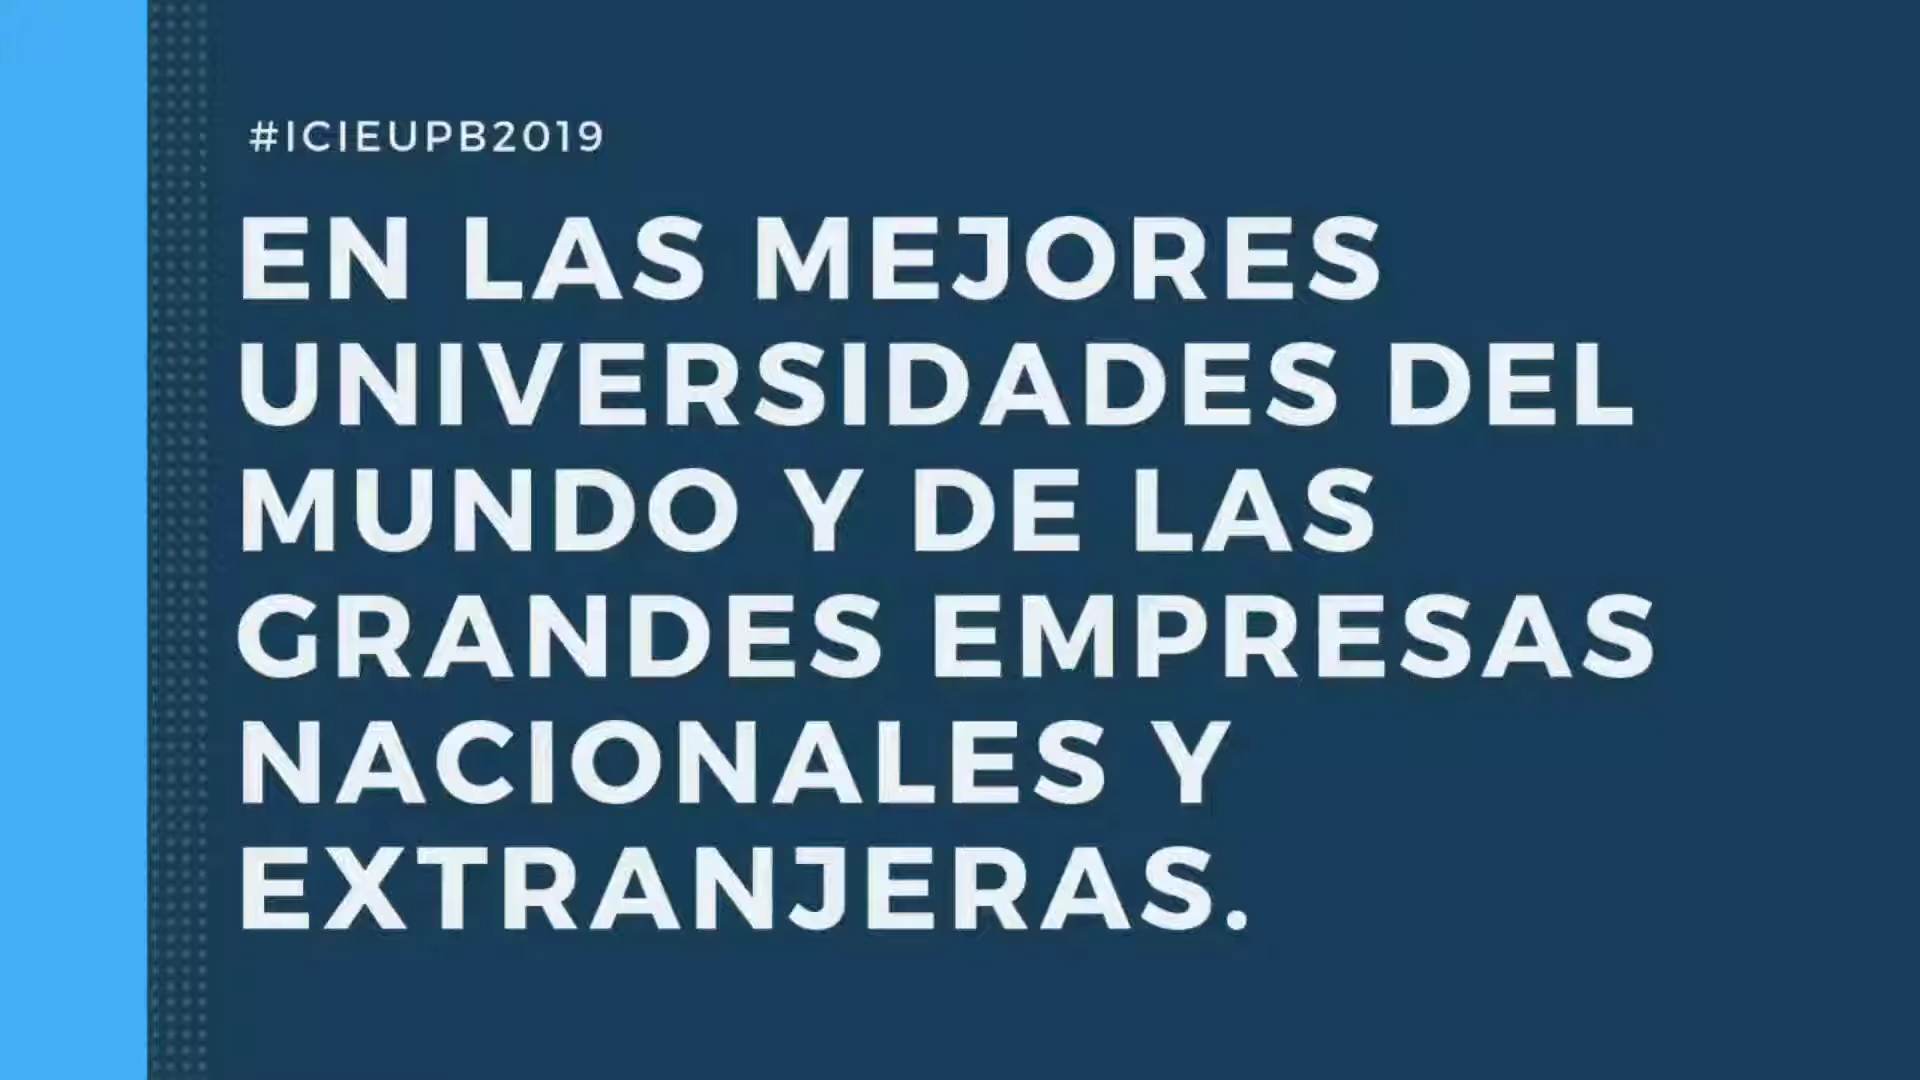 #ICIEUPB2019
EN LAS MEJORES
UNIVERSIDADES DEL
MUNDO Y DE LAS
GRANDES EMPRESAS
NACIONALES Y
EXTRANJERAS.